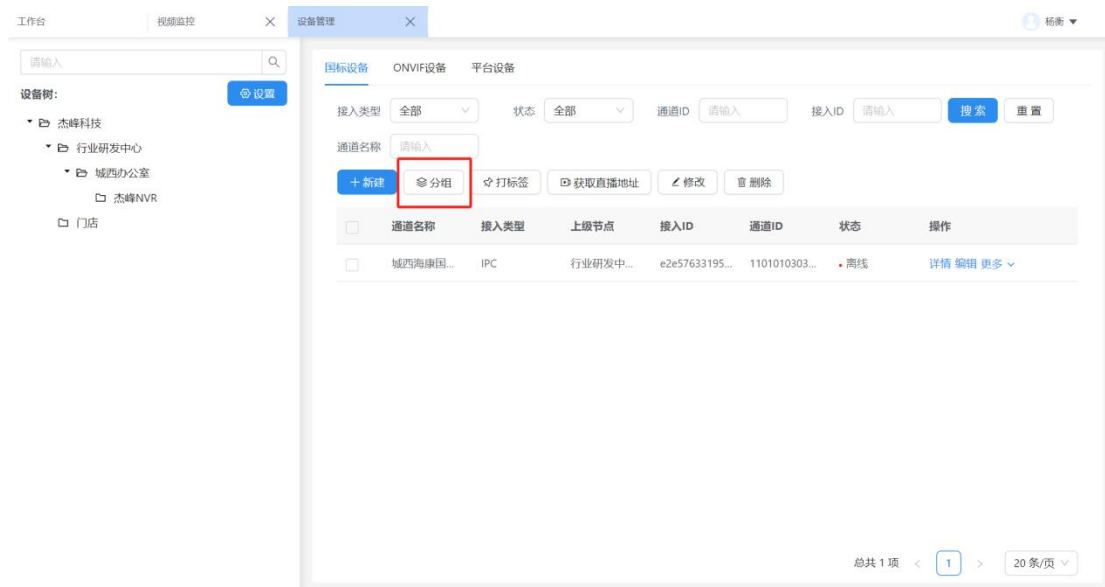 工作台 视频监控 设备管理 杨衡
请输入
设备树: 设置
杰峰科技
行业研发中心
城西办公室
杰峰NVR
门店
国标设备 ONVIF设备 平台设备
接入类型 全部 状态 全部 通道ID 请输入 接入ID 请输入 搜索 重置
通道名称 请输入
+新建 分组 打标签 获取直播地址 修改 删除
通道名称 接入类型 上级节点 接入ID 通道ID 状态 操作
城西海康国... IPC 行业研发中... e2e57633195... 1101010303... 离线 详情 编辑 更多
总共 1 项 < 1 > 20 条/页